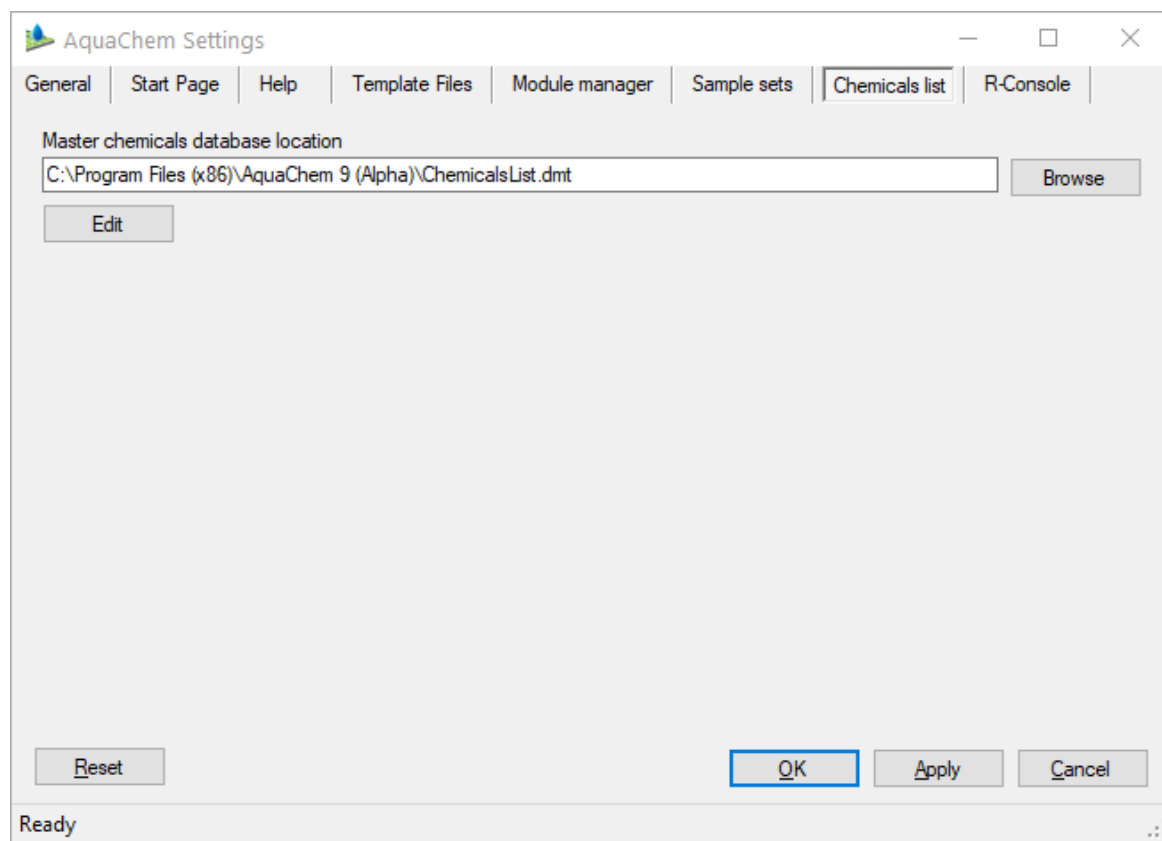 AquaChem Settings
General Start Page Help Template Files Module manager Sample sets Chemicals list R-Console
Master chemicals database location
C:\Program Files (x86)\AquaChem 9 (Alpha)\ChemicalsList.dmt Browse
Edit
Reset OK Apply Cancel
Ready